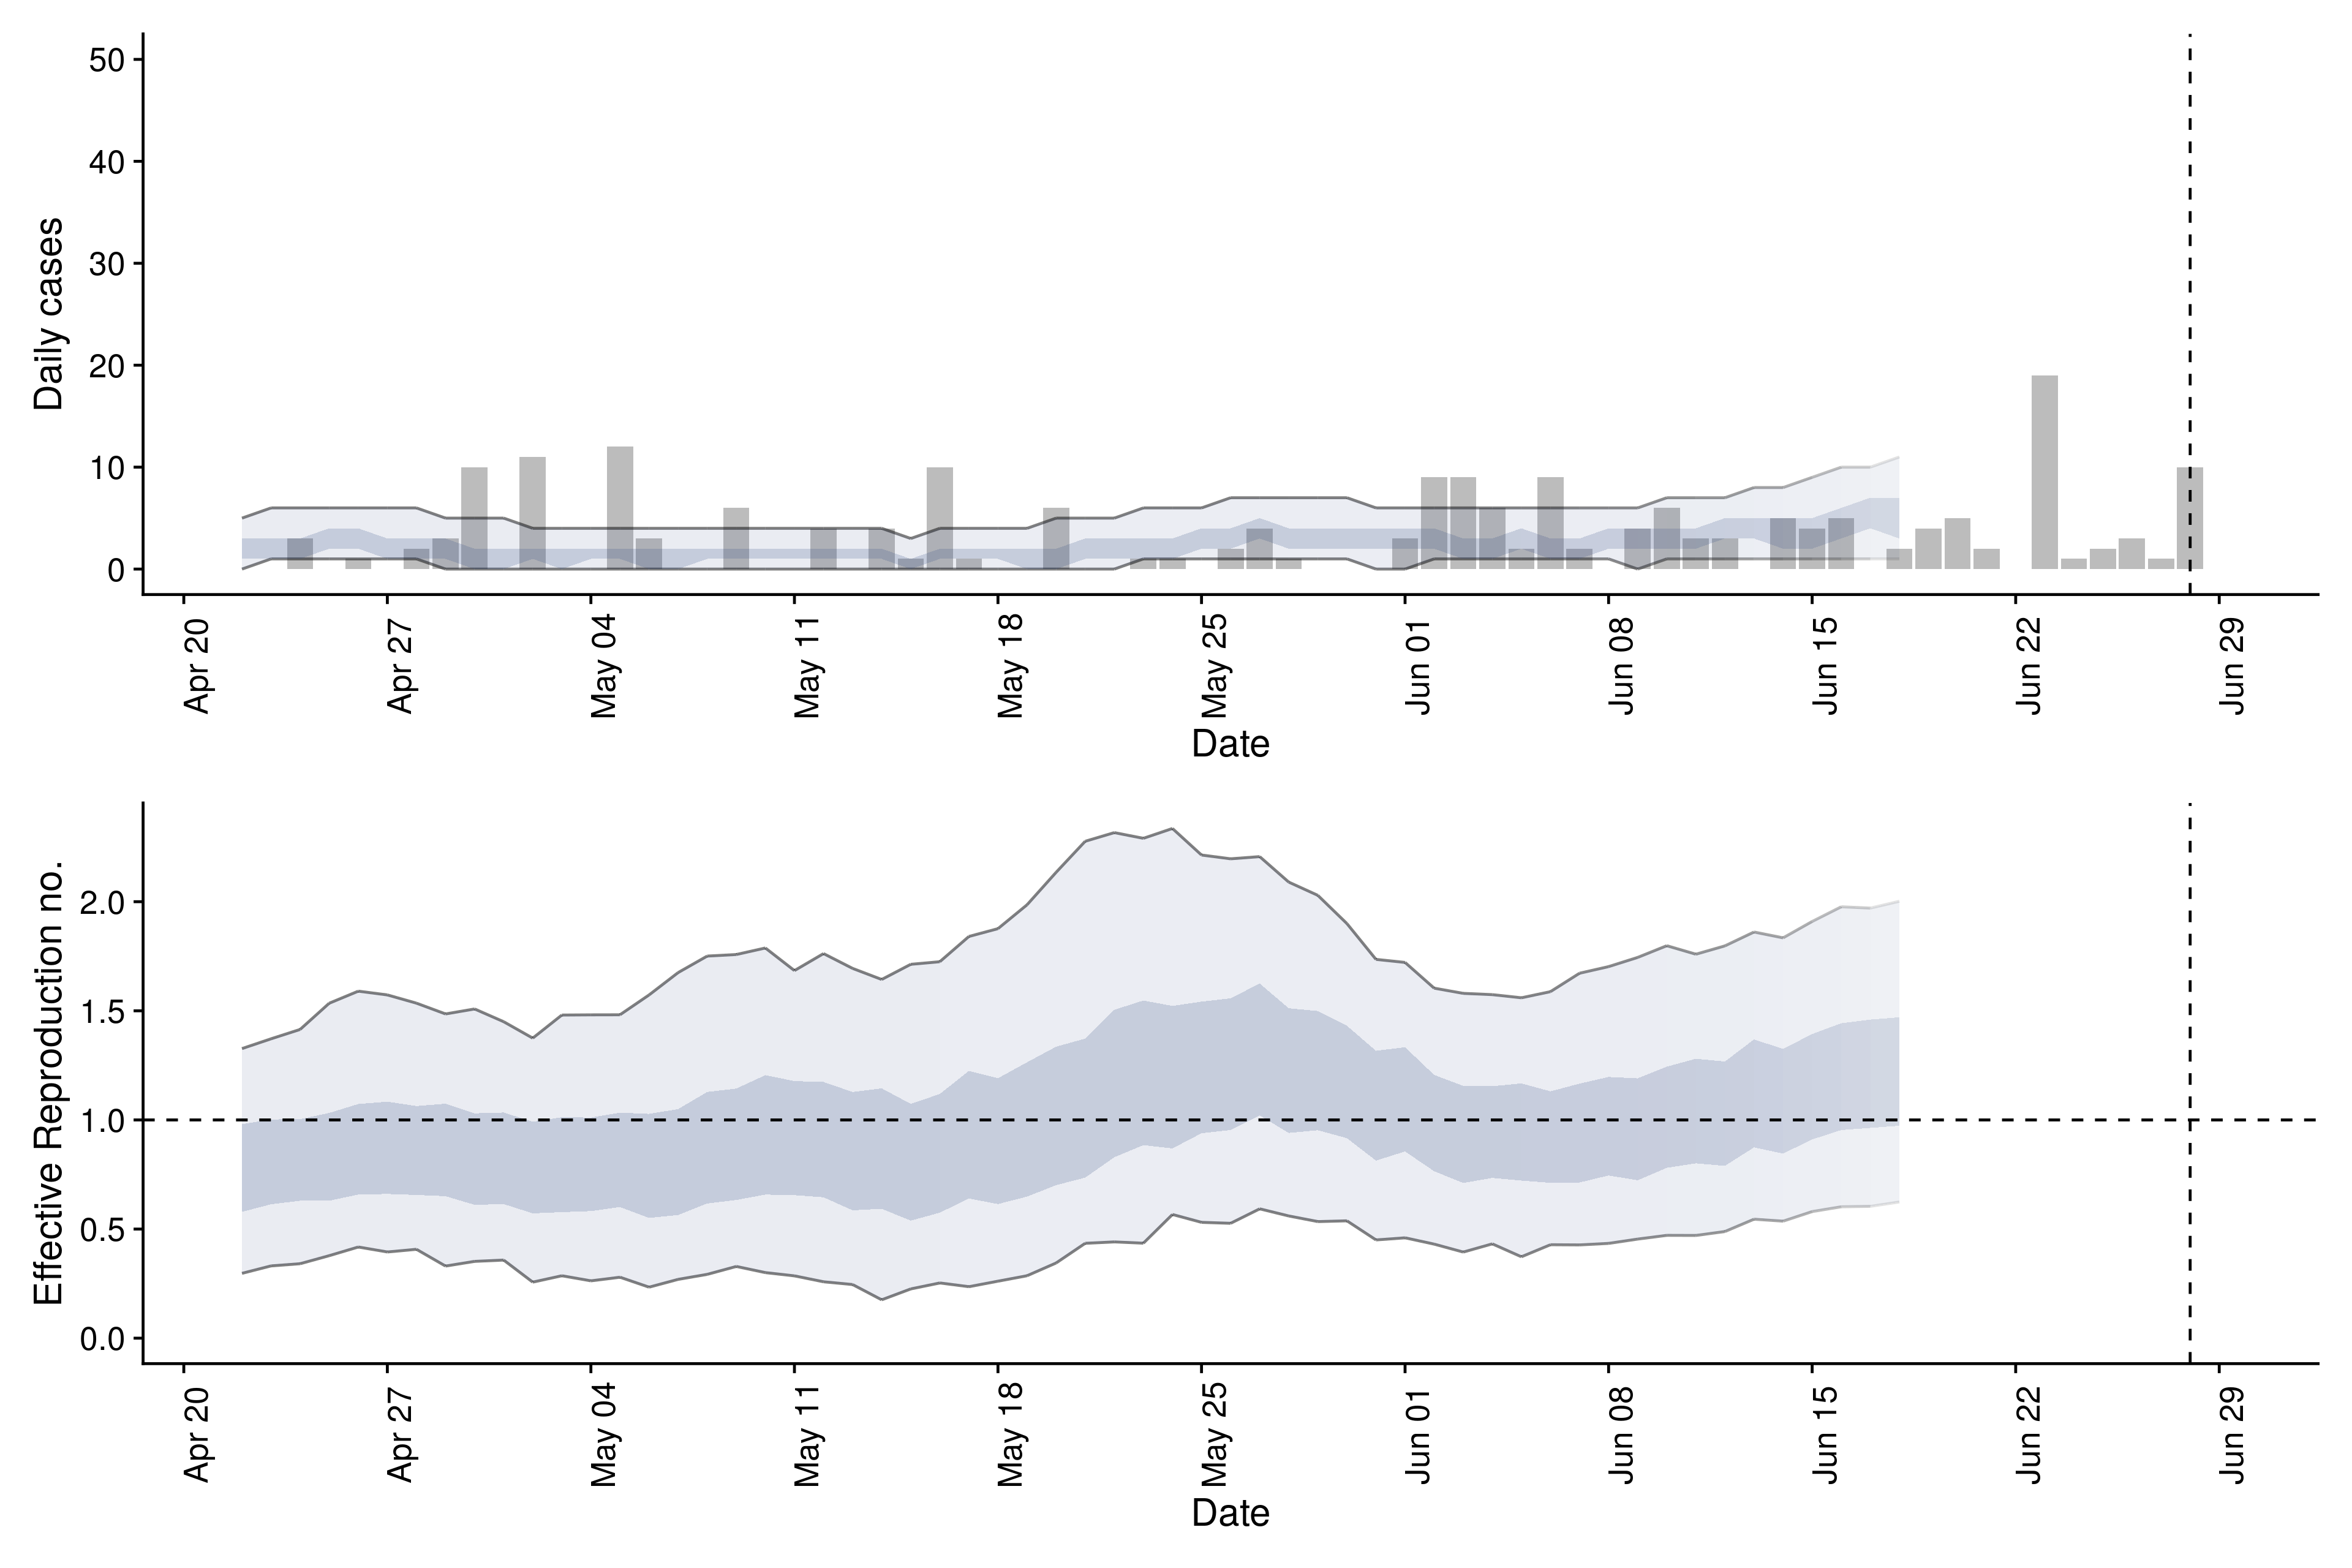 50
40
30
20
10
0
Daily cases
Apr 20
Apr 27
May 04
May 11
May 18
May 25
Jun 01
Jun 08
Jun 15
Jun 22
Jun 29
Date
2.0
1.5
1.0
0.5
0.0
Effective Reproduction no.
Apr 20
Apr 27
May 04
May 11
May 18
May 25
Jun 01
Jun 08
Jun 15
Jun 22
Jun 29
Date